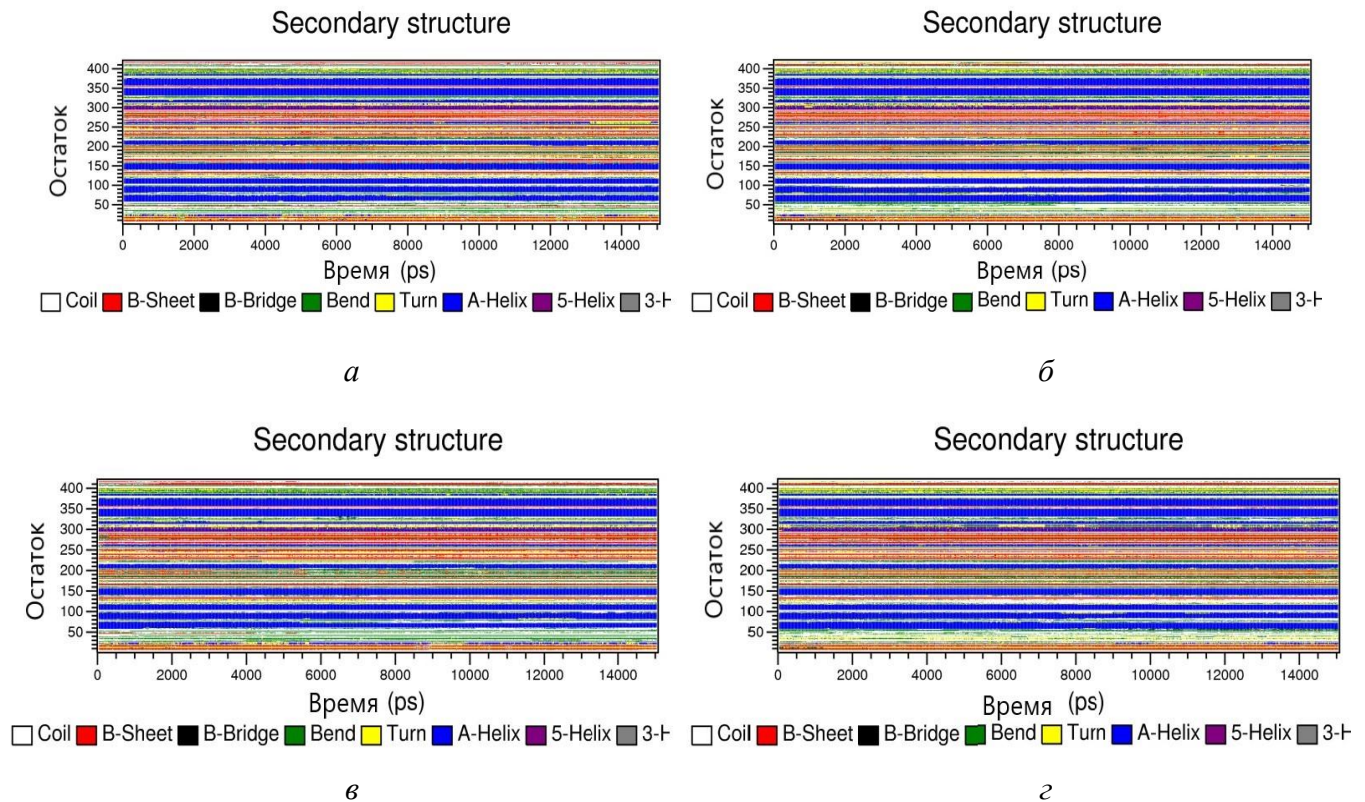 Secondary structure
Остаток
400
350
300
250
200
150
100
50
0 2000 4000 6000 8000 10000 12000 14000
Время (ps)
Coil B-Sheet B-Bridge Bend Turn A-Helix 5-Helix 3-H
а
Secondary structure
Остаток
400
350
300
250
200
150
100
50
0 2000 4000 6000 8000 10000 12000 14000
Время (ps)
Coil B-Sheet B-Bridge Bend Turn A-Helix 5-Helix 3-H
б
Secondary structure
Остаток
400
350
300
250
200
150
100
50
0 2000 4000 6000 8000 10000 12000 14000
Время (ps)
Coil B-Sheet B-Bridge Bend Turn A-Helix 5-Helix 3-H
в
Secondary structure
Остаток
400
350
300
250
200
150
100
50
0 2000 4000 6000 8000 10000 12000 14000
Время (ps)
Coil B-Sheet B-Bridge Bend Turn A-Helix 5-Helix 3-H
г